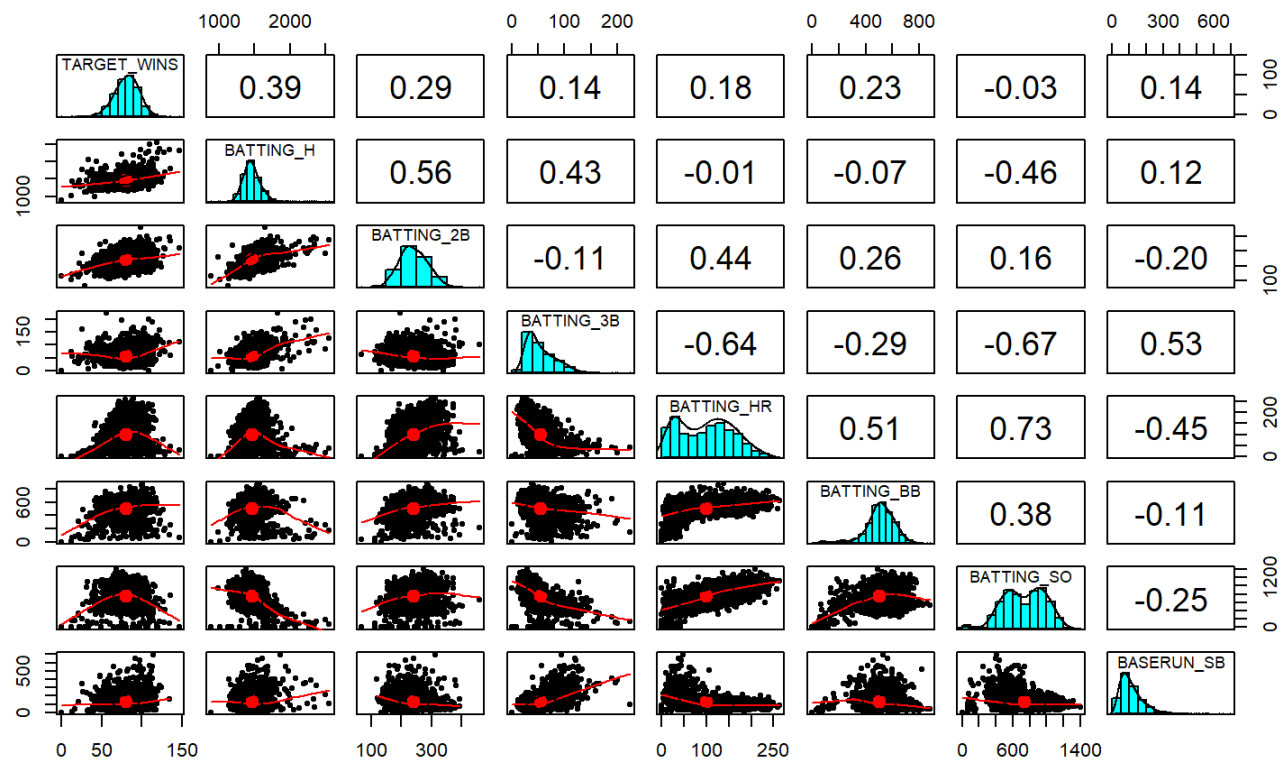 1000 2000 0 100 200 0 400 800 0 300 600
TARGET_WINS 0.39 0.29 0.14 0.18 0.23 -0.03 0.14 0 100
1000 BATTING_H 0.56 0.43 -0.01 -0.07 -0.46 0.12
BATTING_2B -0.11 0.44 0.26 0.16 -0.20 100
0 150 BATTING_3B -0.64 -0.29 -0.67 0.53
BATTING_HR 0.51 0.73 -0.45 0 200
0 600 BATTING_BB 0.38 -0.11
BATTING_SO -0.25 0 1200
0 500 BASERUN_SB
0 50 100 150 100 300 0 100 250 0 600 1400